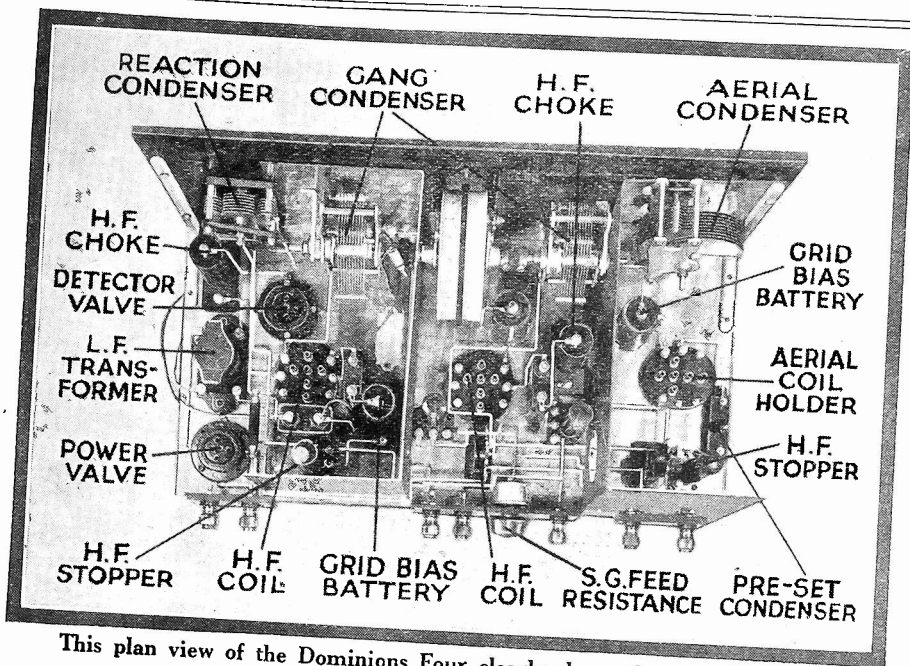 REACTION
CONDENSER
GANG
CONDENSER
H.F.
CHOKE
AERIAL
CONDENSER
H.F.
CHOKE
DETECTOR
VALVE
L.F.
TRANS-
FORMER
POWER
VALVE
GRID
BIAS
BATTERY
AERIAL
COIL
HOLDER
H.F.
STOPPER
H.F.
STOPPER
H.F.
COIL
GRID BIAS
BATTERY
H.F.
COIL
S.G.FEED
RESISTANCE
PRE-SET
CONDENSER
This plan view of the Dominions Four